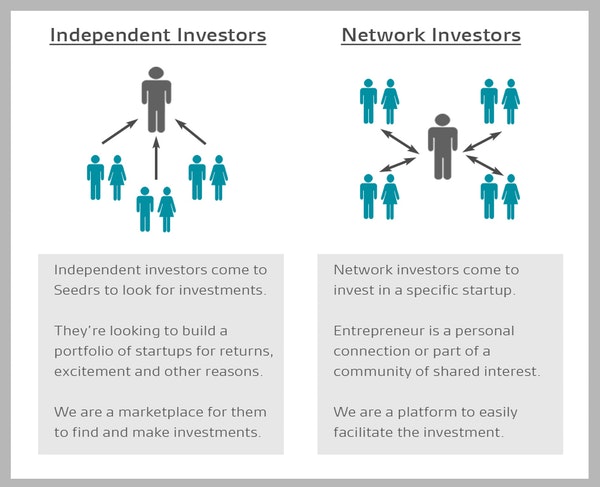 Independent Investors
Independent investors come to
Seedrs to look for investments.
They're looking to build a
portfolio of startups for returns,
excitement and other reasons.
We are a marketplace for them
to find and make investments.
Network Investors
Network investors come to
invest in a specific startup.
Entrepreneur is a personal
connection or part of a
community of shared interest.
We are a platform to easily
facilitate the investment.